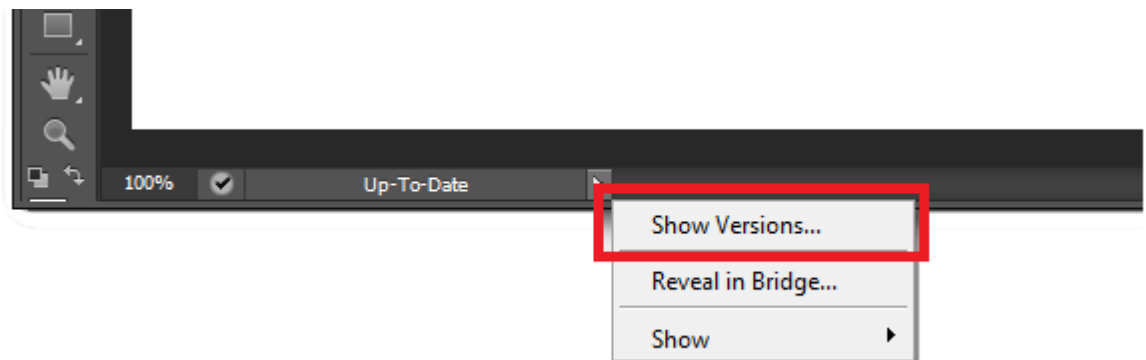 100%
Up-To-Date
Show Versions...
Reveal in Bridge...
Show